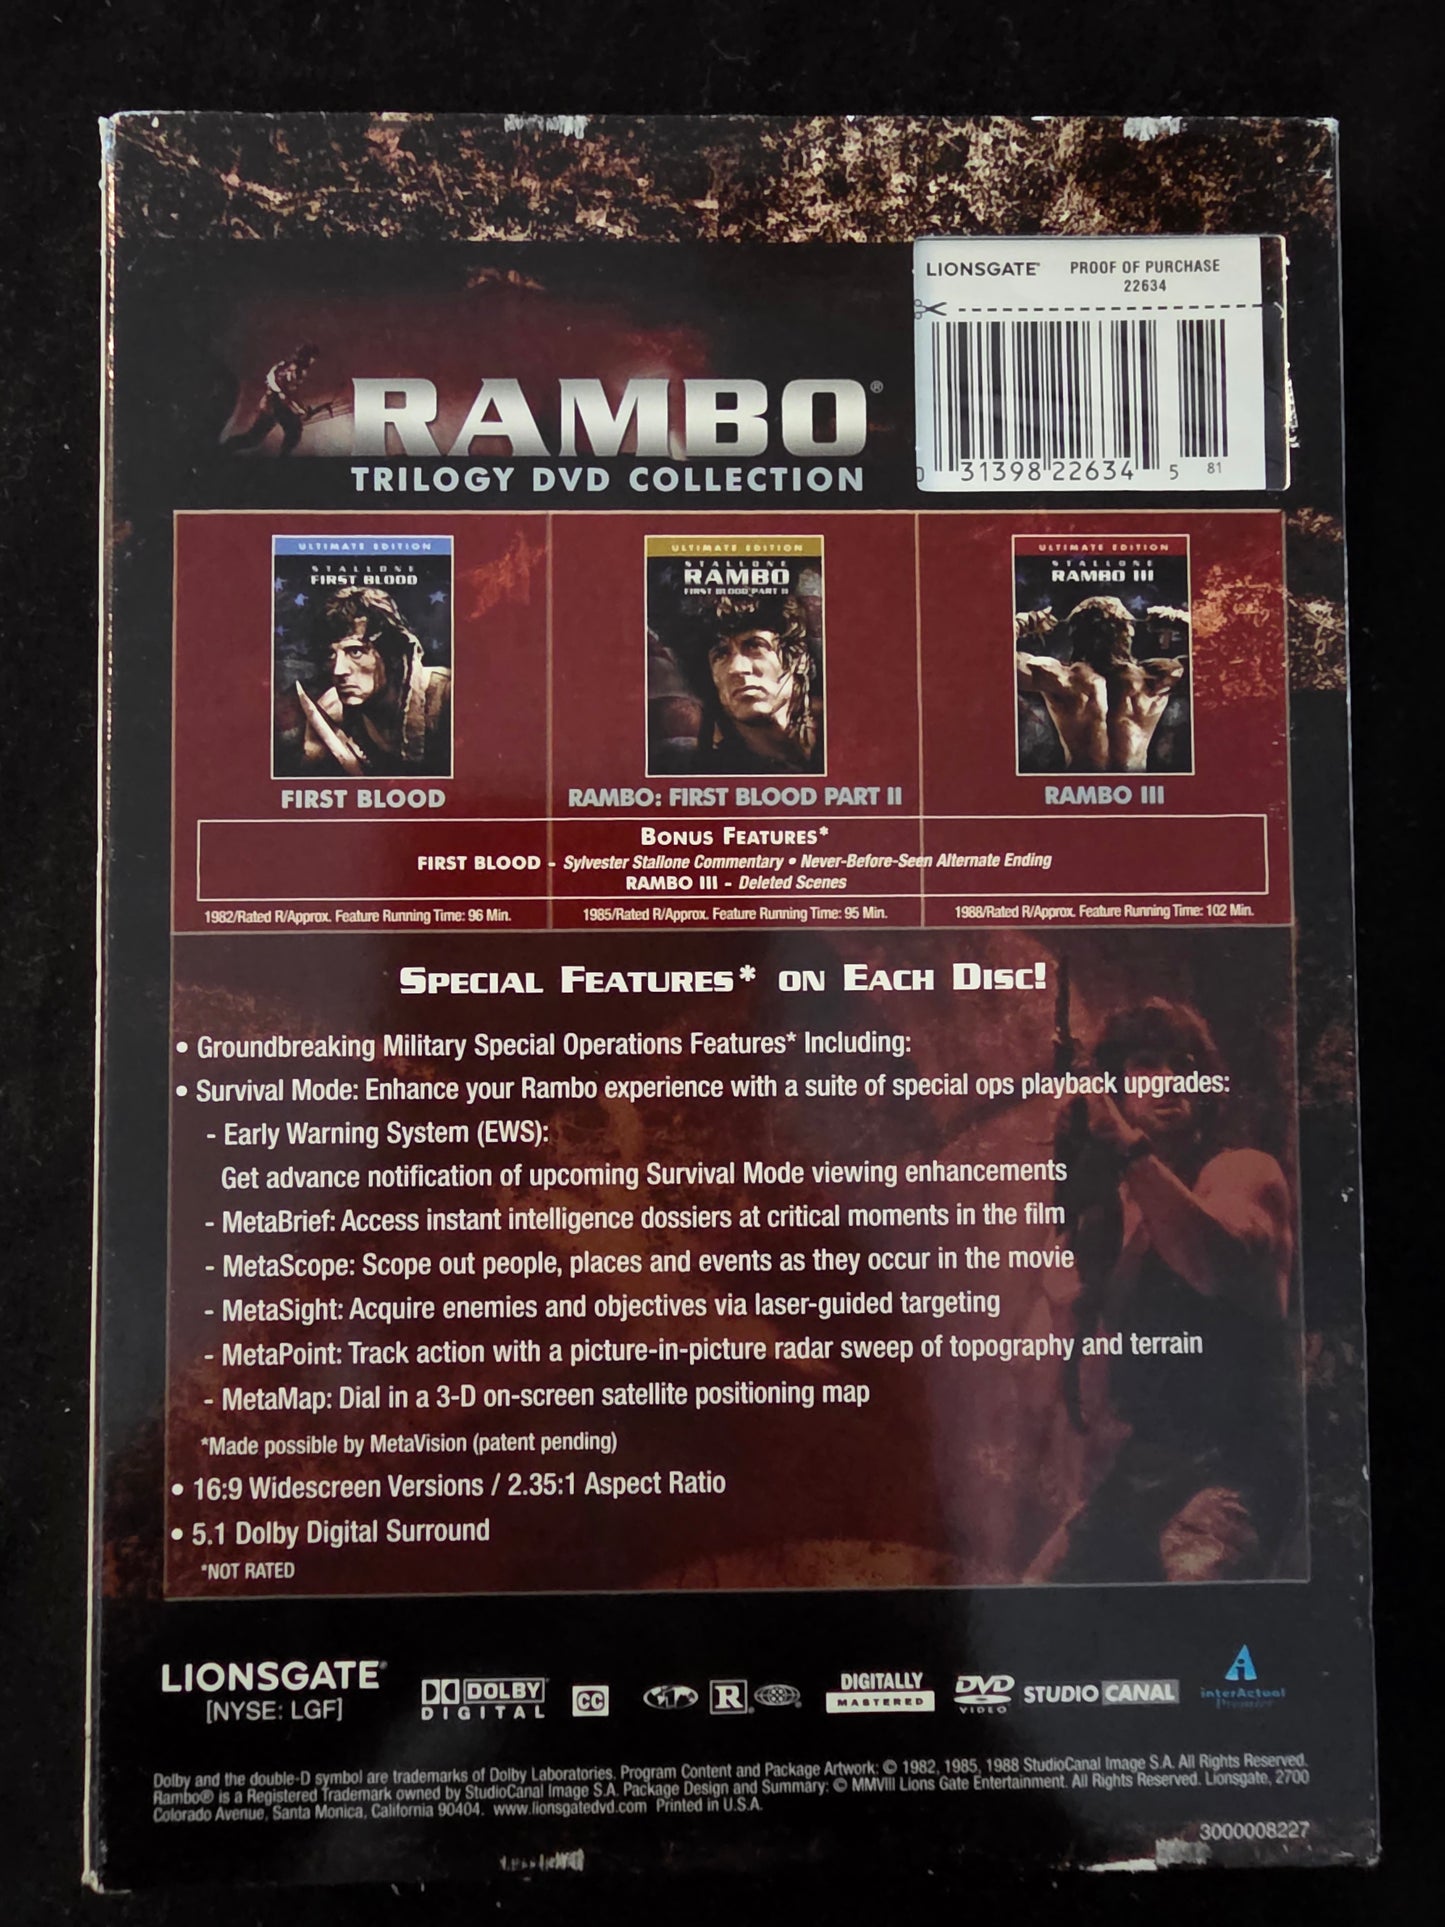 LIONSGATE PROOF OF PURCHASE
22634
0 31398 22634 5 81
RAMBO®
TRILOGY DVD COLLECTION
ULTIMATE EDITION
STALLONE
FIRST BLOOD
ULTIMATE EDITION
STALLONE
RAMBO
FIRST BLOOD PART II
ULTIMATE EDITION
STALLONE
RAMBO III
FIRST BLOOD
RAMBO: FIRST BLOOD PART II
RAMBO III
BONUS FEATURES*
FIRST BLOOD - Sylvester Stallone Commentary • Never-Before-Seen Alternate Ending
RAMBO III - Deleted Scenes
1982/Rated R/Approx. Feature Running Time: 96 Min.
1985/Rated R/Approx. Feature Running Time: 95 Min.
1988/Rated R/Approx. Feature Running Time: 102 Min.
SPECIAL FEATURES* ON EACH DISC!
• Groundbreaking Military Special Operations Features* Including:
• Survival Mode: Enhance your Rambo experience with a suite of special ops playback upgrades:
- Early Warning System (EWS):
Get advance notification of upcoming Survival Mode viewing enhancements
- MetaBrief: Access instant intelligence dossiers at critical moments in the film
- MetaScope: Scope out people, places and events as they occur in the movie
- MetaSight: Acquire enemies and objectives via laser-guided targeting
- MetaPoint: Track action with a picture-in-picture radar sweep of topography and terrain
- MetaMap: Dial in a 3-D on-screen satellite positioning map
*Made possible by MetaVision (patent pending)
• 16:9 Widescreen Versions / 2.35:1 Aspect Ratio
• 5.1 Dolby Digital Surround
*NOT RATED
LIONSGATE®
[NYSE: LGF]
DOLBY
DIGITAL
CC
R
DIGITALLY
MASTERED
DVD
VIDEO
STUDIO CANAL
interActual
Dolby and the double-D symbol are trademarks of Dolby Laboratories. Program Content and Package Artwork: © 1982, 1985, 1988 StudioCanal Image S.A. All Rights Reserved.
Rambo® is a Registered Trademark owned by StudioCanal Image S.A. Package Design and Summary: © MMVIII Lions Gate Entertainment. All Rights Reserved. Lionsgate, 2700
Colorado Avenue, Santa Monica, California 90404. www.lionsgatedvd.com Printed in U.S.A.
3000008227